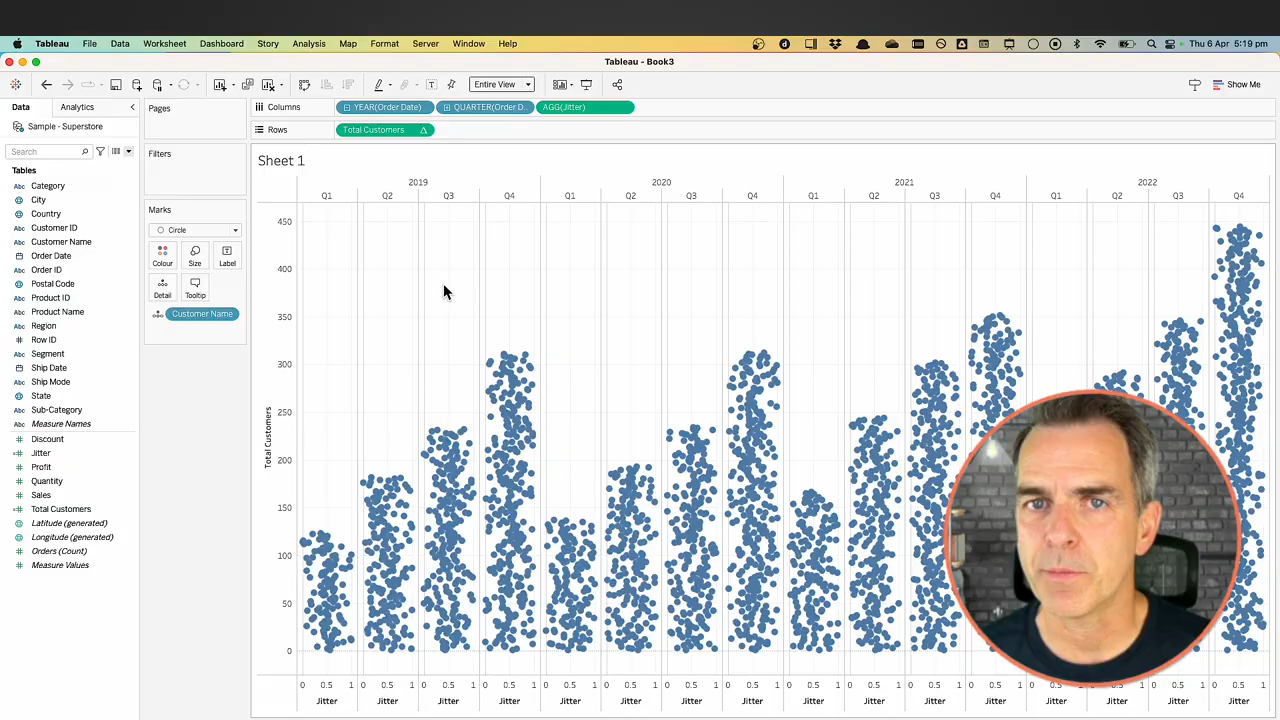 Tableau File Data Worksheet Dashboard Story Analysis Map Format Server Window Help Thu 6 Apr 5:19 pm
Tableau - Book3
Entire View Show Me
Data Analytics Pages Columns YEAR(Order Date) QUARTER(Order D.. AGG(Jitter)
Sample - Superstore Rows Total Customers
Search Filters
Sheet 1
Tables
Abc Category
City
Country
Abc Customer ID
Abc Customer Name
Order Date
Abc Order ID
Postal Code
Abc Product ID
Abc Product Name
Abc Region
Row ID
Abc Segment
Ship Date
Abc Ship Mode
State
Abc Sub-Category
Abc Measure Names
Discount
Jitter
Profit
Quantity
Sales
Total Customers
Latitude (generated)
Longitude (generated)
Orders (Count)
Measure Values
Marks
Circle
Colour Size Label
Detail Tooltip
Customer Name
2019 2020 2021 2022
Q1 Q2 Q3 Q4 Q1 Q2 Q3 Q4 Q1 Q2 Q3 Q4 Q1 Q2 Q3 Q4
Total Customers
450
400
350
300
250
200
150
100
50
0
0 0.5 1 0 0.5 1 0 0.5 1 0 0.5 1 0 0.5 1 0 0.5 1 0 0.5 1 0 0.5 1 0 0.5 1 0 0.5 1 0 0.5 1 0 0.5 1 0 0.5 1 0 0.5 1 0 0.5 1 0 0.5 1
Jitter Jitter Jitter Jitter Jitter Jitter Jitter Jitter Jitter Jitter Jitter Jitter Jitter Jitter Jitter Jitter